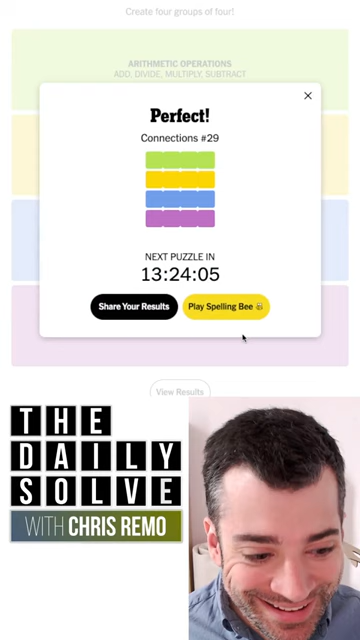 Create four groups of four!
ARITHMETIC OPERATIONS
ADD, DIVIDE, MULTIPLY, SUBTRACT
Perfect!
Connections #29
NEXT PUZZLE IN
13:24:05
Share Your Results
Play Spelling Bee
View Results
THE
DAILY
SOLVE
WITH CHRIS REMO